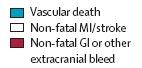 Vascular death
Non-fatal MI/stroke
Non-fatal GI or other
extracranial bleed